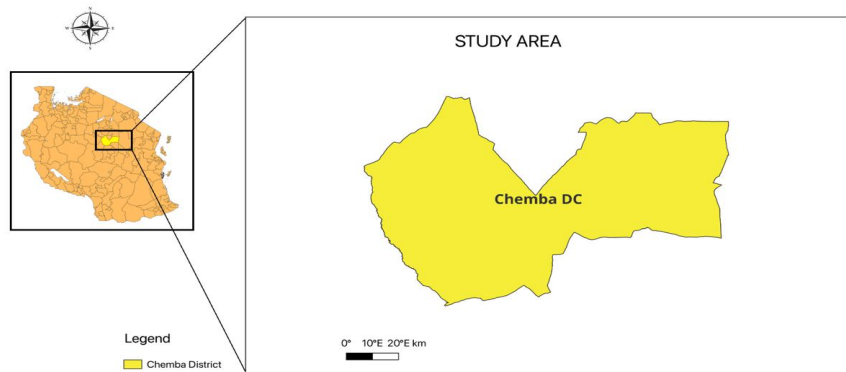 N
W E
S
STUDY AREA
Chemba DC
Legend
Chemba District
0° 10°E 20°E km